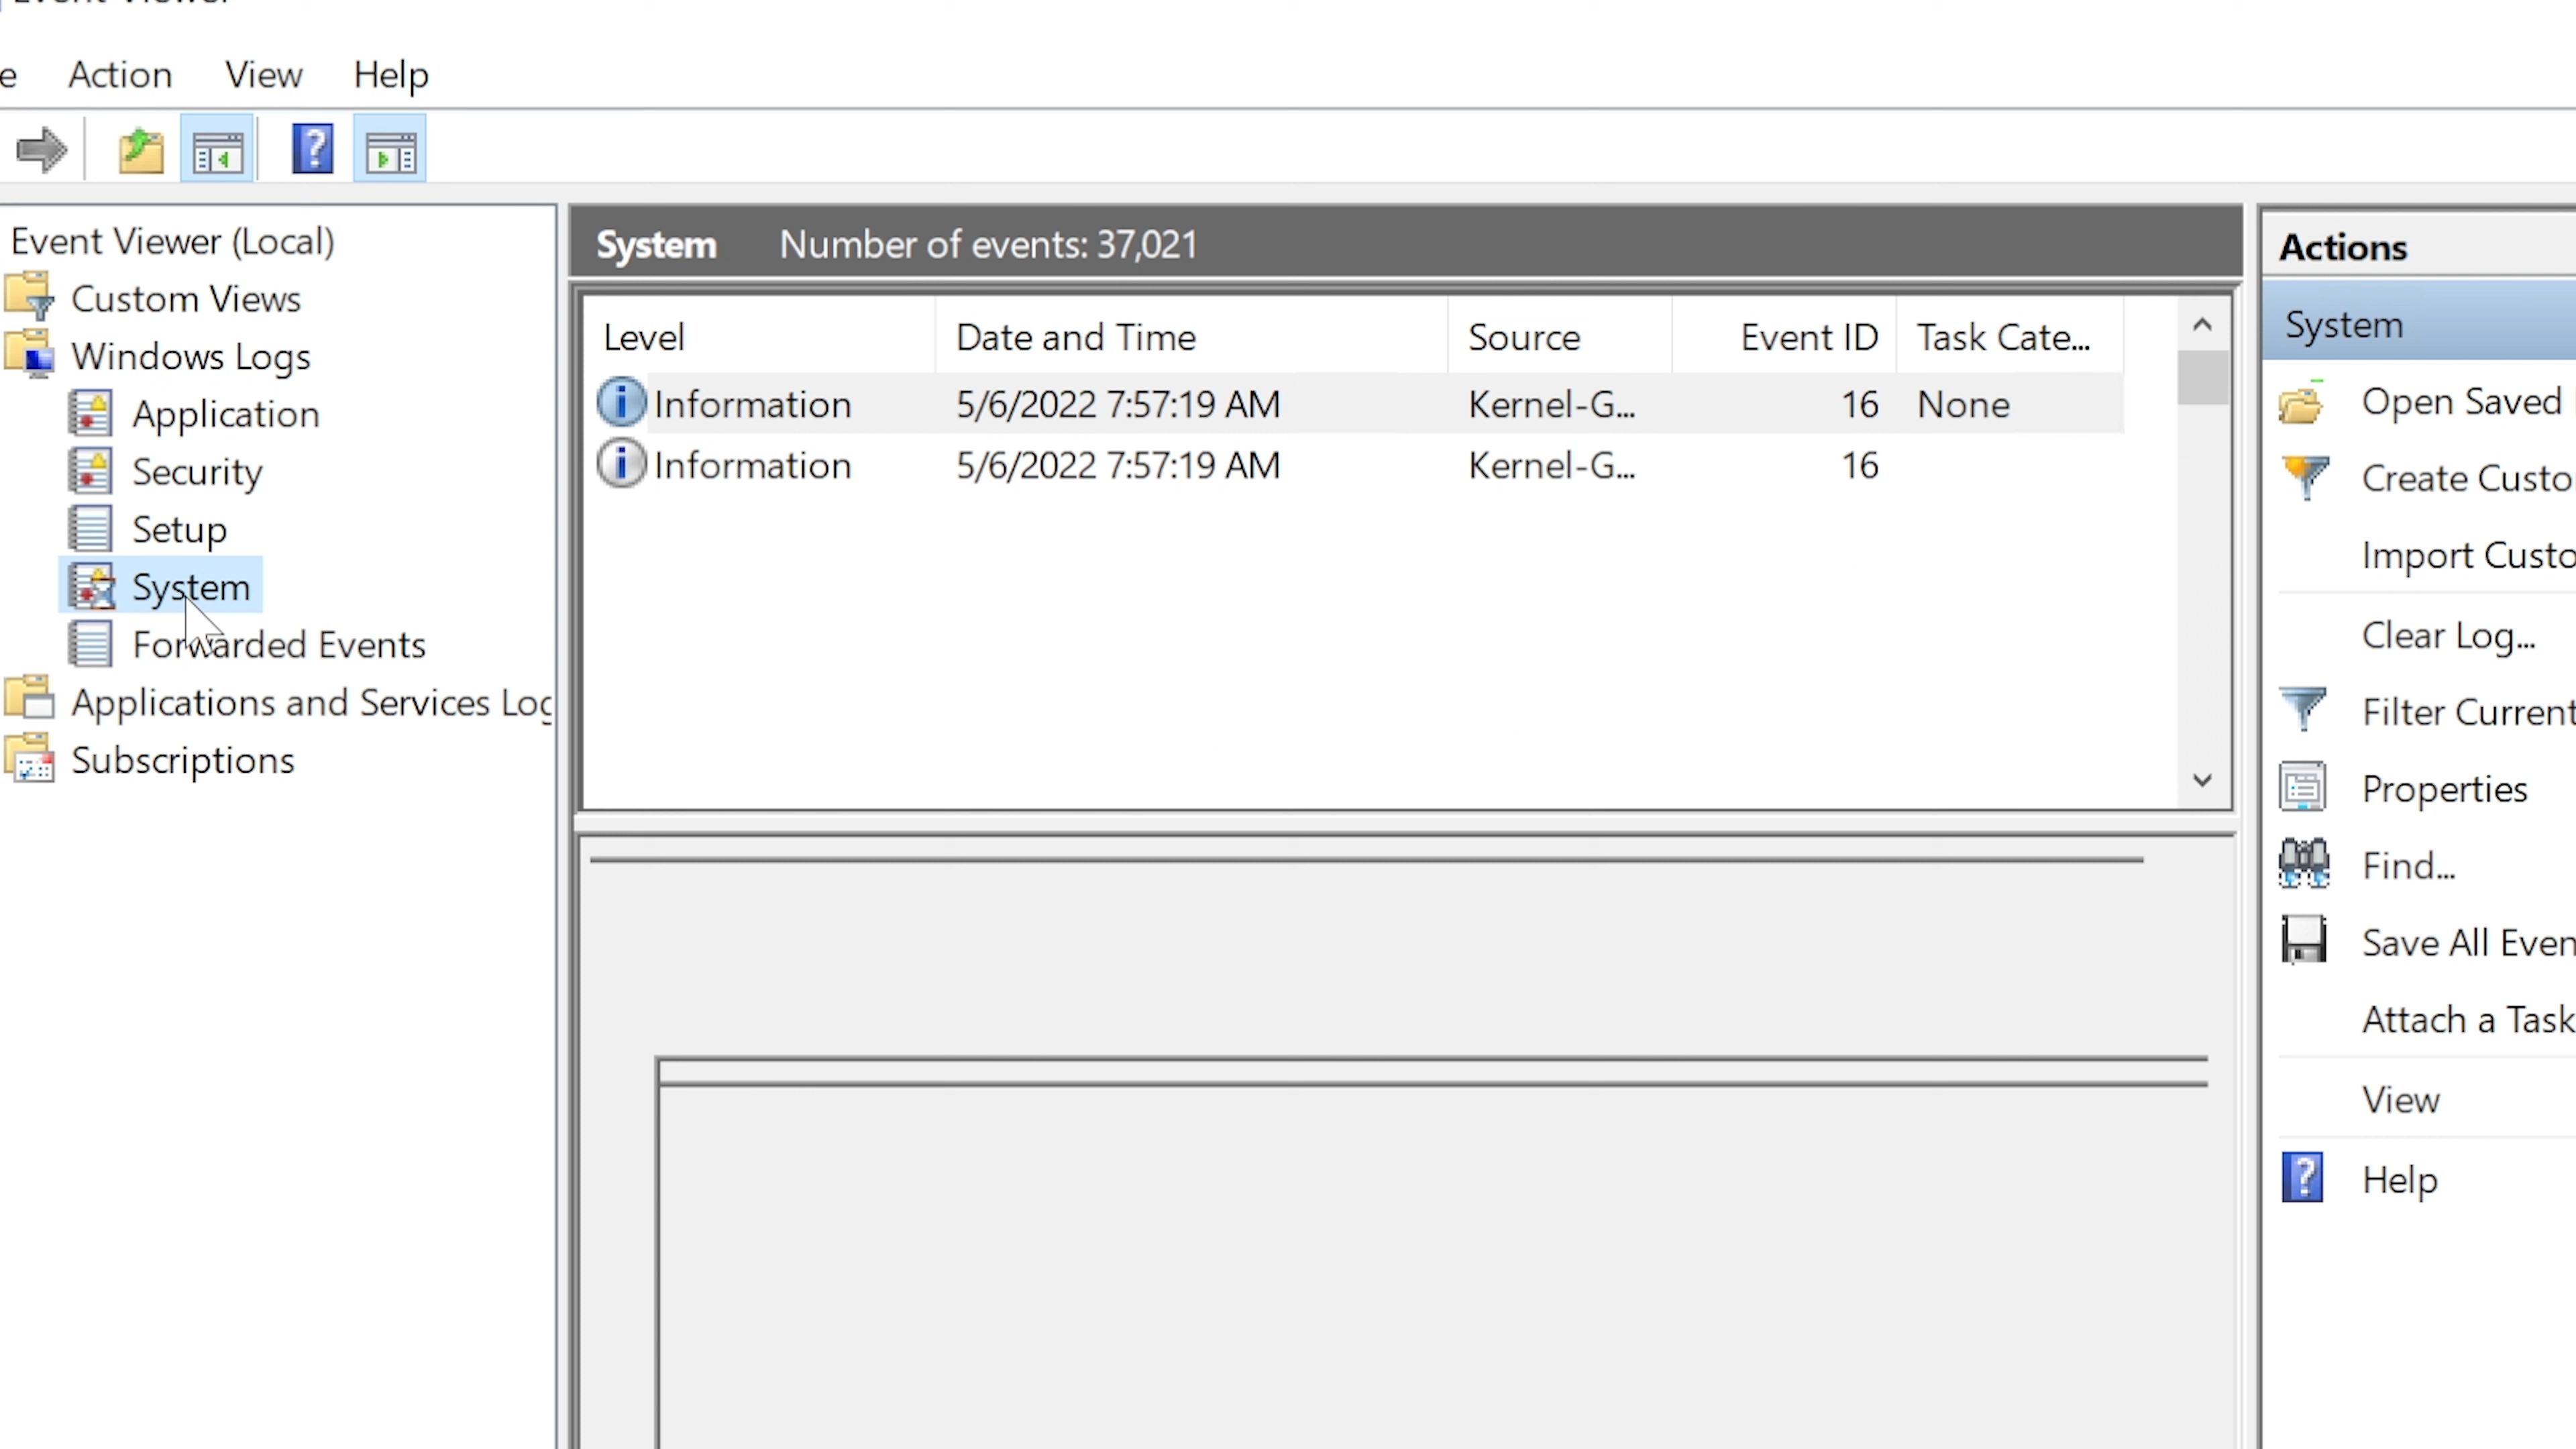 Event Viewer
e Action View Help
Event Viewer (Local)
Custom Views
Windows Logs
Application
Security
Setup
System
Forwarded Events
Applications and Services Log
Subscriptions
System Number of events: 37,021
Level Date and Time Source Event ID Task Cate...
Information 5/6/2022 7:57:19 AM Kernel-G... 16 None
Information 5/6/2022 7:57:19 AM Kernel-G... 16
Actions
System
Open Saved
Create Custo
Import Custo
Clear Log...
Filter Current
Properties
Find...
Save All Even
Attach a Task
View
Help